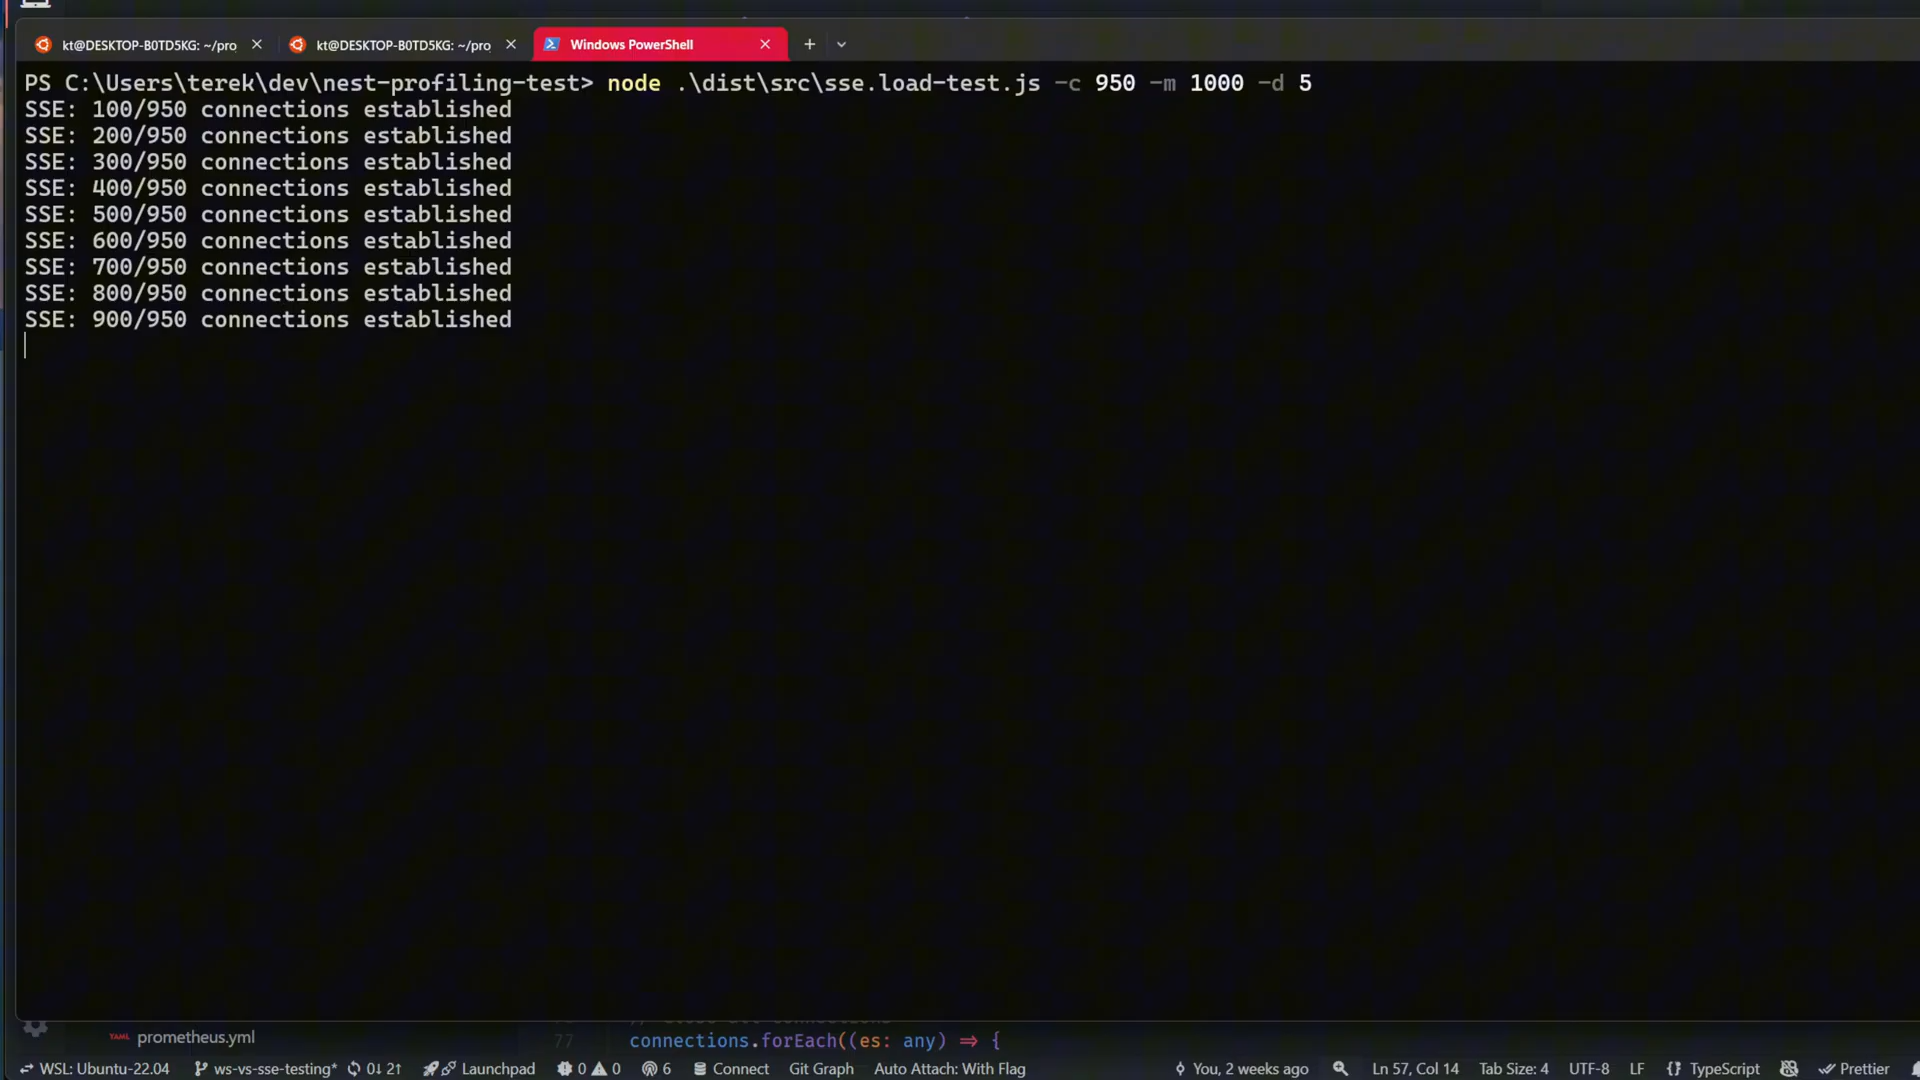 kt@DESKTOP-B0TD5KG: ~/pro
kt@DESKTOP-B0TD5KG: ~/pro
Windows PowerShell
PS C:\Users\terek\dev\nest-profiling-test> node .\dist\src\sse.load-test.js -c 950 -m 1000 -d 5
SSE: 100/950 connections established
SSE: 200/950 connections established
SSE: 300/950 connections established
SSE: 400/950 connections established
SSE: 500/950 connections established
SSE: 600/950 connections established
SSE: 700/950 connections established
SSE: 800/950 connections established
SSE: 900/950 connections established
YAML prometheus.yml
77 connections.forEach((es: any) => {
WSL: Ubuntu-22.04 ws-vs-sse-testing* 0↓ 2↑ Launchpad 0 0 6 Connect Git Graph Auto Attach: With Flag You, 2 weeks ago Ln 57, Col 14 Tab Size: 4 UTF-8 LF {} TypeScript Prettier